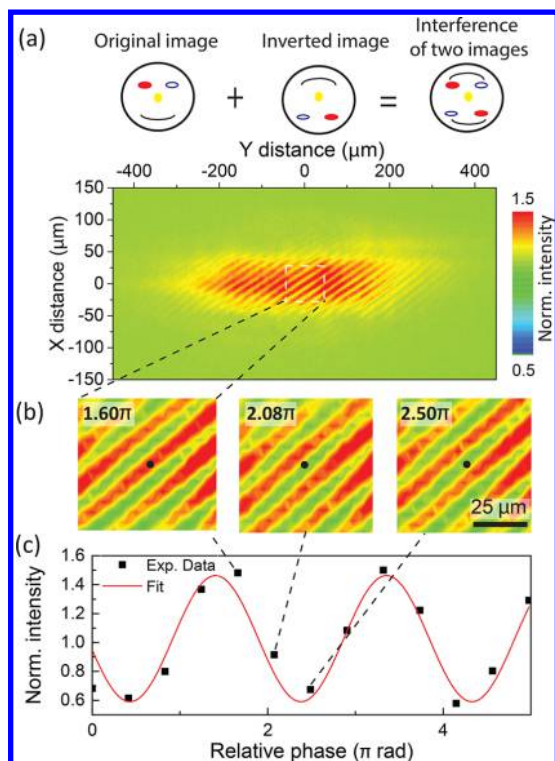 (a)
Original image
Inverted image
Interference
of two images
+
=
Y distance (μm)
-400 -200 0 200 400
X distance (μm)
150
100
50
0
-50
-100
-150
1.5
0.5
Norm. intensity
(b)
1.60π
2.08π
2.50π
25 μm
(c)
Norm. intensity
1.6
1.4
1.2
1.0
0.8
0.6
Exp. Data
Fit
0 2 4
Relative phase (π rad)